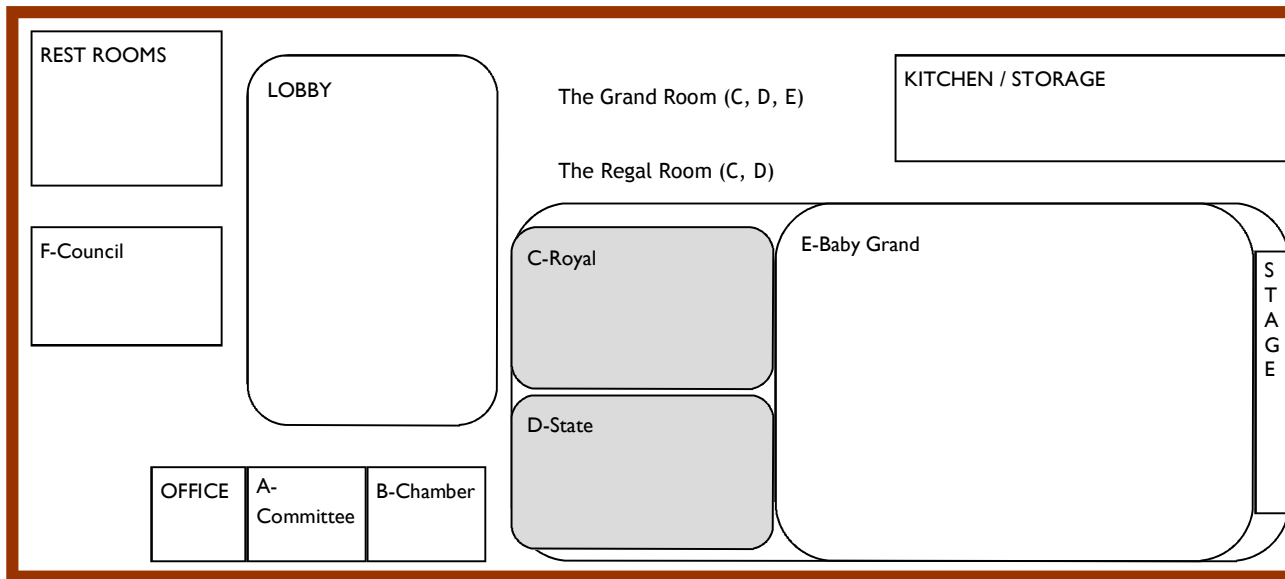 REST ROOMS
LOBBY
The Grand Room (C, D, E)
KITCHEN / STORAGE
The Regal Room (C, D)
F-Council
C-Royal
E-Baby Grand
S
T
A
G
E
D-State
OFFICE
A-
Committee
B-Chamber